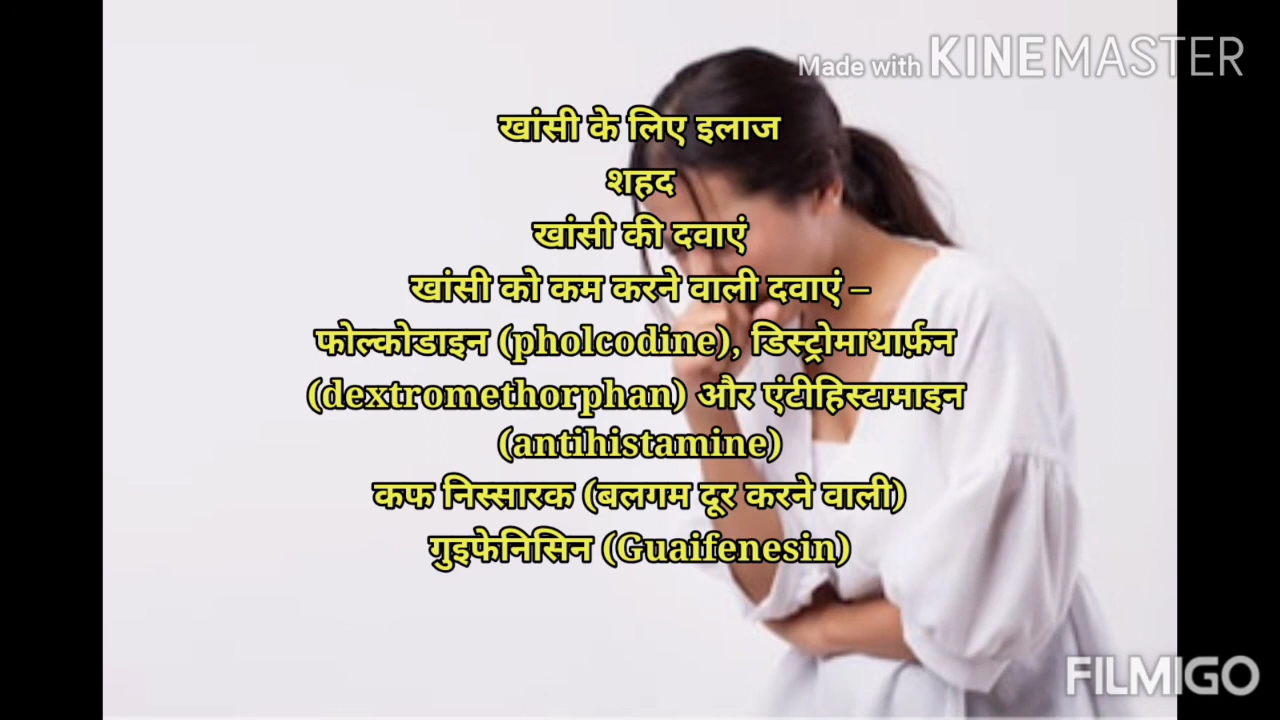 Made with KINEMASTER
खांसी के लिए इलाज
शहद
खांसी की दवाएं
खांसी को कम करने वाली दवाएं –
फोल्कोडाइन (pholcodine), डिस्ट्रोमाथार्फ़न
(dextromethorphan) और एंटीहिस्टामाइन
(antihistamine)
कफ निस्सारक (बलगम दूर करने वाली)
गुइफेनिसिन (Guaifenesin)
FILMIGO